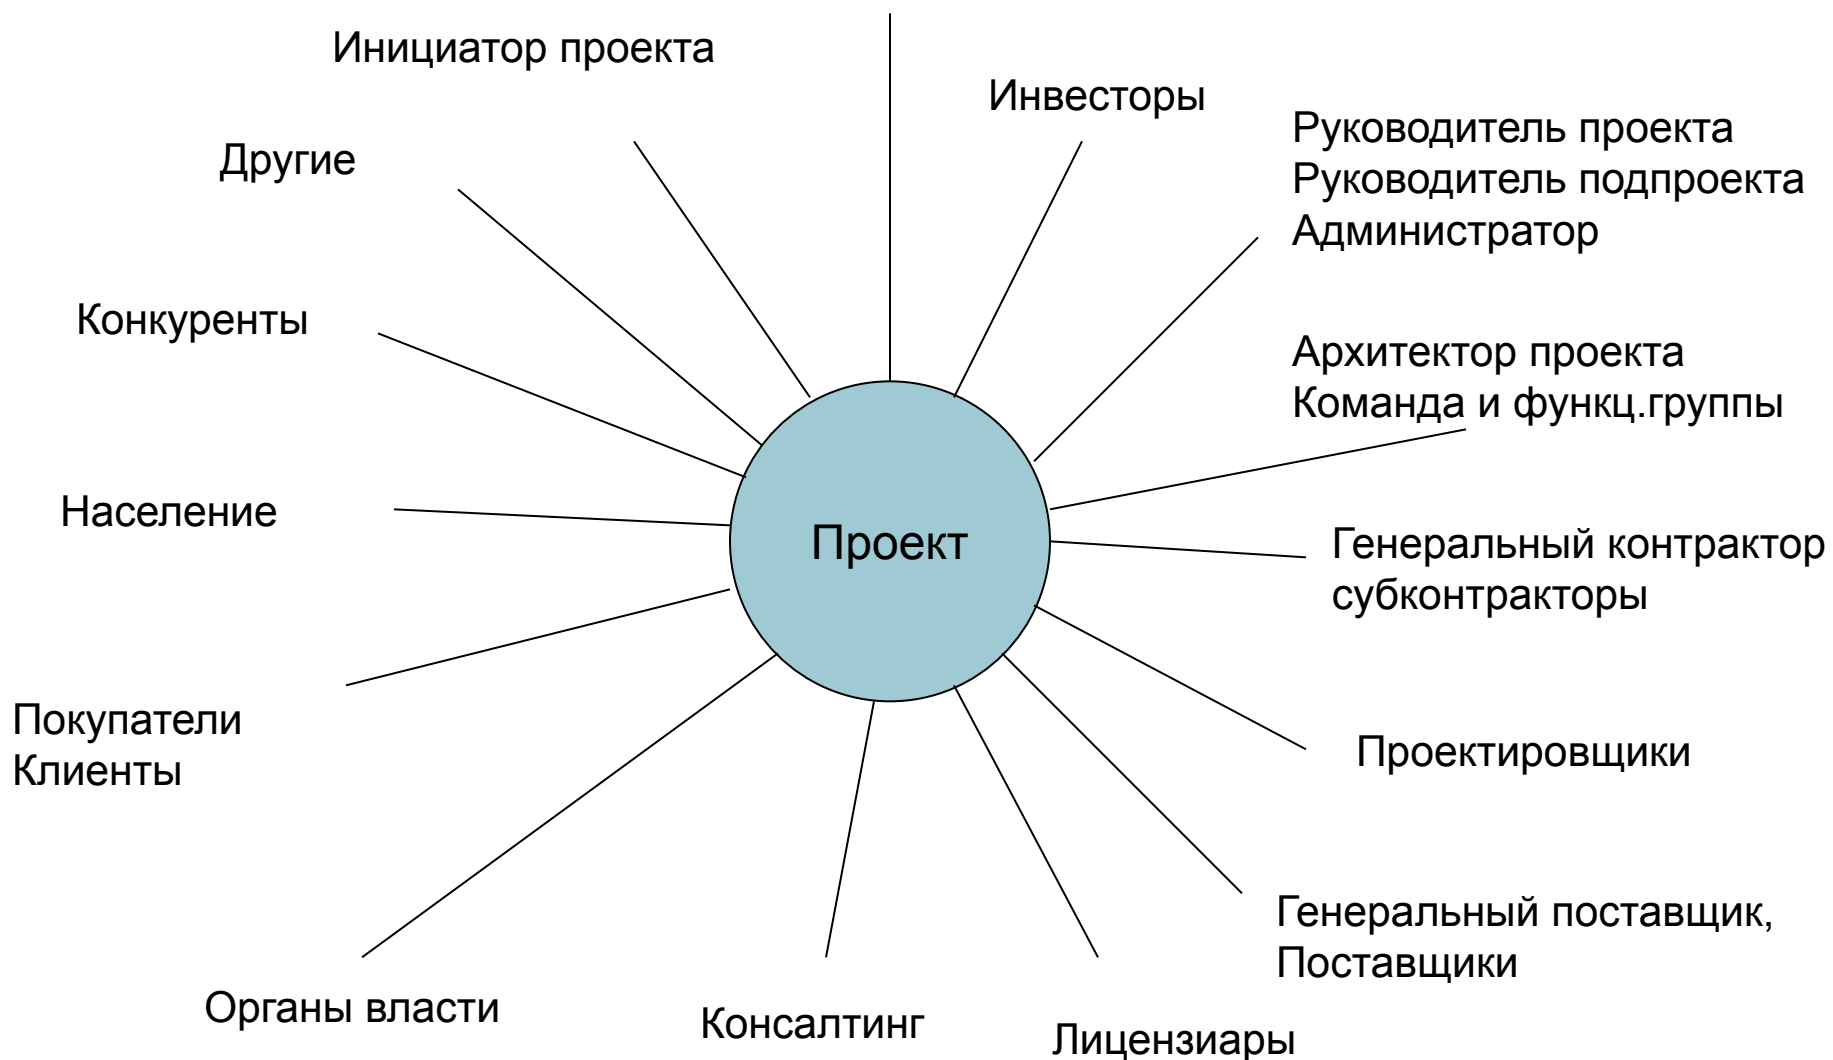 Инициатор проекта
Инвесторы
Руководитель проекта
Руководитель подпроекта
Администратор
Другие
Конкуренты
Архитектор проекта
Команда и функц.группы
Население
Проект
Генеральный контрактор
субконтракторы
Покупатели
Клиенты
Проектировщики
Генеральный поставщик,
Поставщики
Органы власти
Консалтинг
Лицензиары